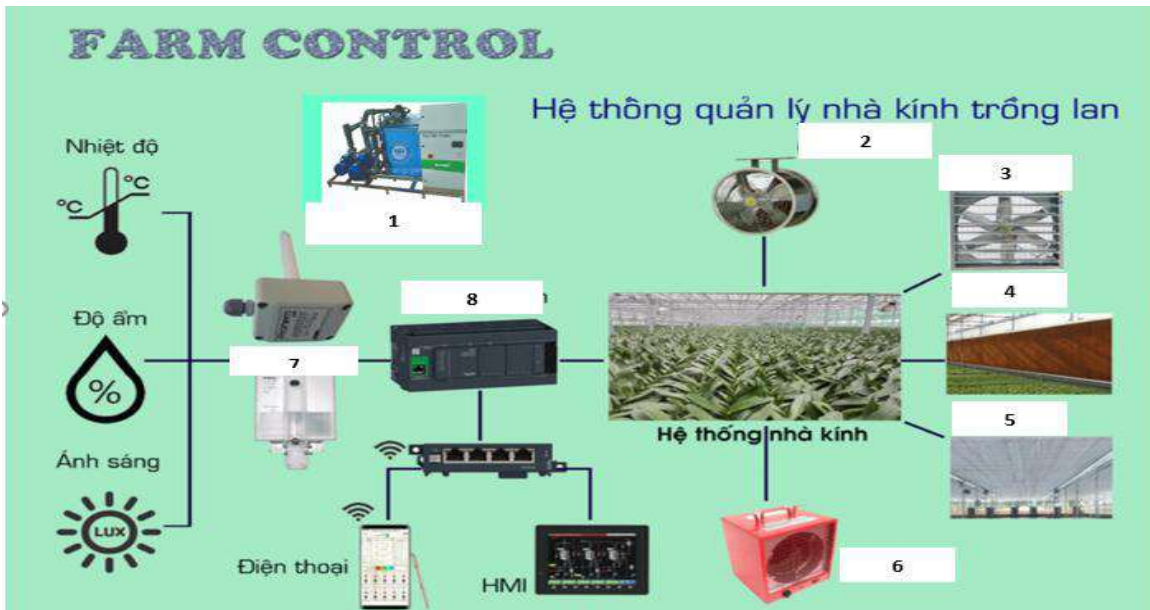 FARM CONTROL
Hệ thống quản lý nhà kính trồng lan
Nhiệt độ
°C
°C
Độ ẩm
%
Ánh sáng
LUX
1
2
3
4
5
6
7
8
Hệ thống nhà kính
Điện thoại
HMI